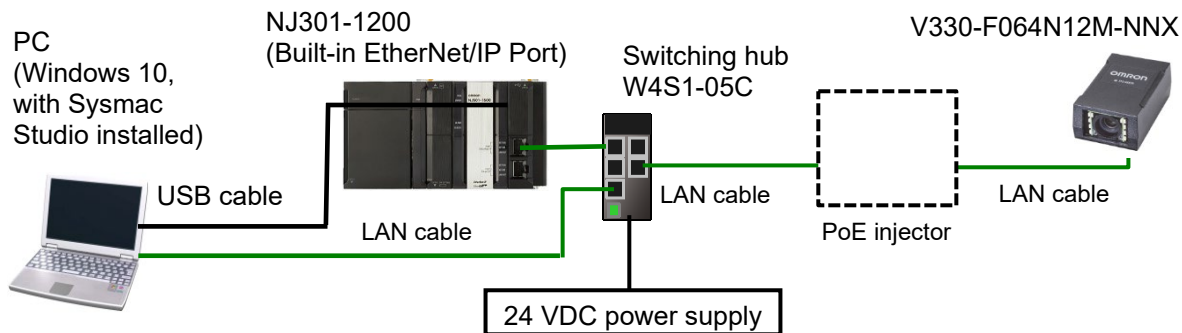 PC
(Windows 10,
with Sysmac
Studio installed)
NJ301-1200
(Built-in EtherNet/IP Port)
Switching hub
W4S1-05C
V330-F064N12M-NNX
OMRON
USB cable
LAN cable
LAN cable
PoE injector
LAN cable
24 VDC power supply